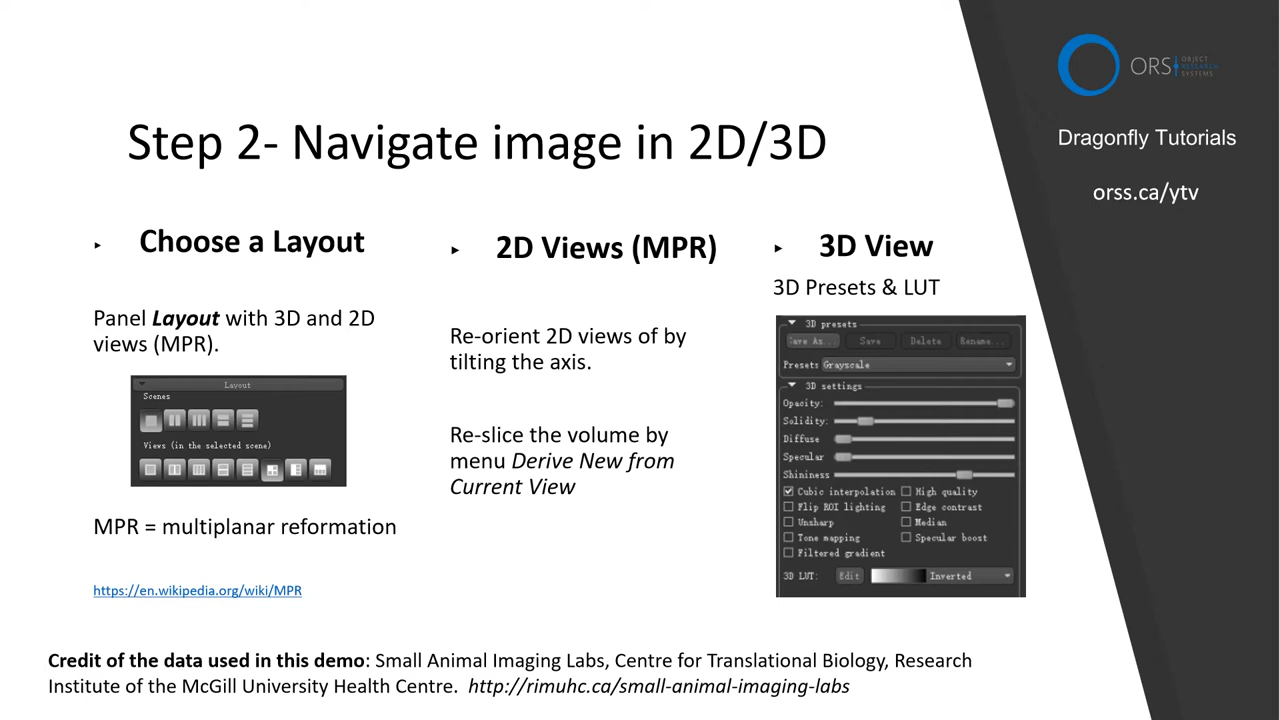 ORS OBJECT
RESEARCH
SYSTEMS
Dragonfly Tutorials
orss.ca/ytv
Step 2- Navigate image in 2D/3D
Choose a Layout
Panel Layout with 3D and 2D
views (MPR).
Layout
Scenes
Views (in the selected scene)
MPR = multiplanar reformation
https://en.wikipedia.org/wiki/MPR
2D Views (MPR)
Re-orient 2D views of by
tilting the axis.
Re-slice the volume by
menu Derive New from
Current View
3D View
3D Presets & LUT
3D presets
Save As... Save Delete Rename...
Preset: Grayscale
3D settings
Opacity:
Solidity:
Diffuse
Specular
Shininess
Cubic interpolation High quality
Flip ROI lighting Edge contrast
Unsharp Median
Tone mapping Specular boost
Filtered gradient
3D LUT: Edit Inverted
Credit of the data used in this demo: Small Animal Imaging Labs, Centre for Translational Biology, Research
Institute of the McGill University Health Centre. http://rimuhc.ca/small-animal-imaging-labs